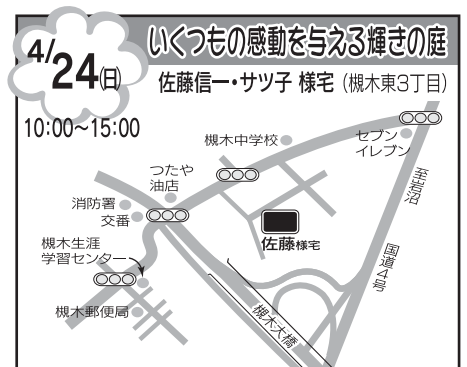 4/24(日)
いくつもの感動を与える輝きの庭
佐藤信一・サツ子 様宅（槻木東3丁目）
10:00～15:00
槻木中学校
セブン
イレブン
つたや
油店
至岩沼
消防署
交番
佐藤様宅
槻木生涯
学習センター
国道4号
槻木郵便局
槻木大橋